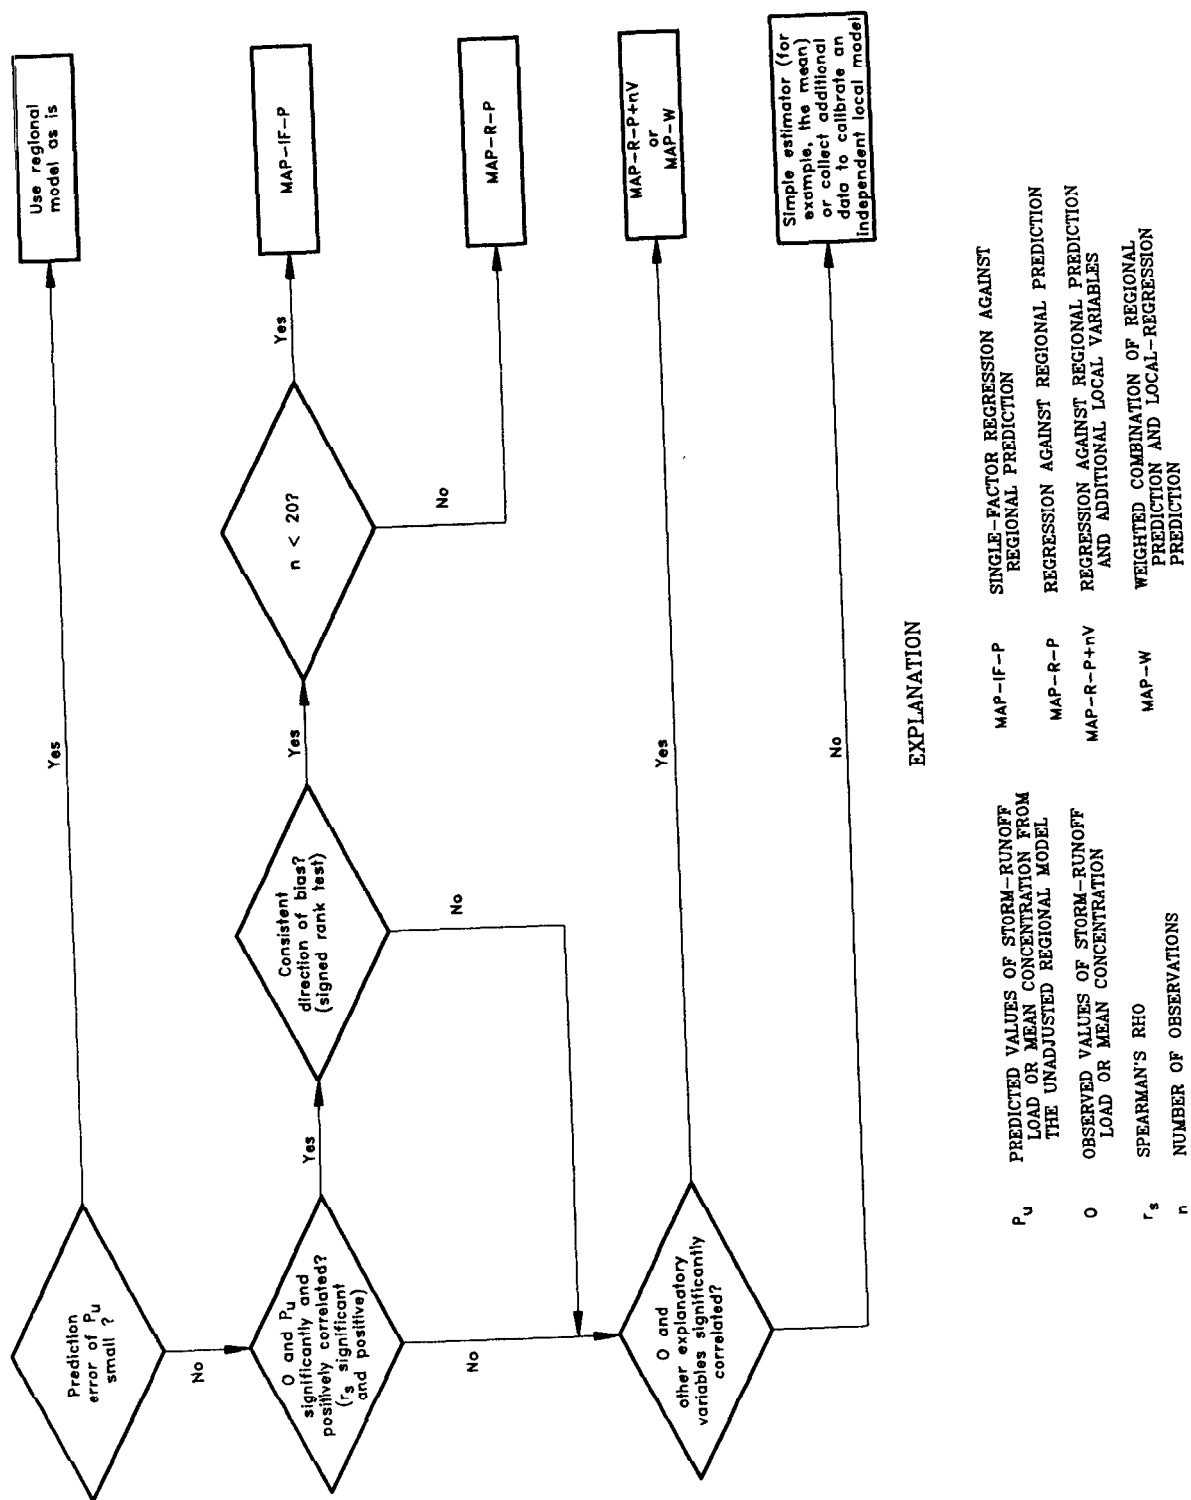 Prediction
error of Pu
small ?
Yes
Use regional
model as is
No
O and Pu
significantly and
positively correlated?
(rs significant
and positive)
Yes
Consistent
direction of bias?
(signed rank test)
Yes
n < 20?
Yes
MAP-IF-P
No
MAP-R-P
No
No
O and
other explanatory
variables significantly
correlated?
Yes
MAP-R-P+nV
or
MAP-W
No
Simple estimator (for
example, the mean)
or collect additional
data to calibrate an
independent local model
EXPLANATION
Pu PREDICTED VALUES OF STORM-RUNOFF
LOAD OR MEAN CONCENTRATION FROM
THE UNADJUSTED REGIONAL MODEL
O OBSERVED VALUES OF STORM-RUNOFF
LOAD OR MEAN CONCENTRATION
rs SPEARMAN'S RHO
n NUMBER OF OBSERVATIONS
MAP-IF-P SINGLE-FACTOR REGRESSION AGAINST
REGIONAL PREDICTION
MAP-R-P REGRESSION AGAINST REGIONAL PREDICTION
MAP-R-P+nV REGRESSION AGAINST REGIONAL PREDICTION
AND ADDITIONAL LOCAL VARIABLES
MAP-W WEIGHTED COMBINATION OF REGIONAL
PREDICTION AND LOCAL-REGRESSION
PREDICTION